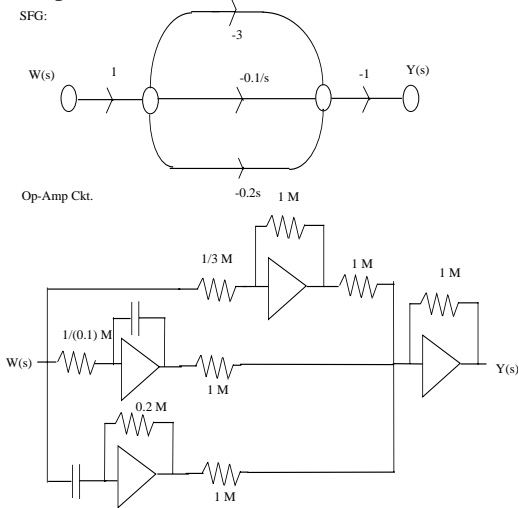 SFG:
-3
W(s)
1
-0.1/s
-1
Y(s)
-0.2s
Op-Amp Ckt.
1 M
1/3 M
1 M
1 M
1/(0.1) M
W(s)
1 M
Y(s)
0.2 M
1 M